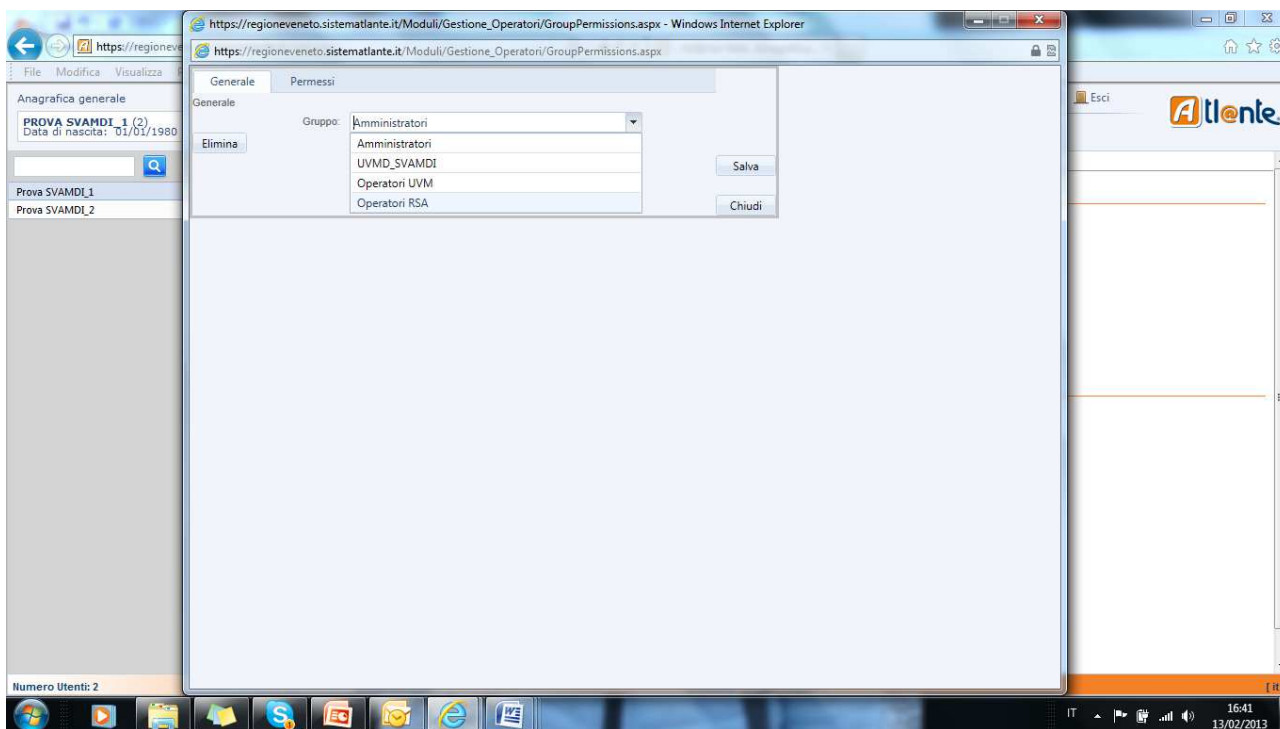 https://regioneveneto.sistematlante.it/Moduli/Gestione_Operatori/GroupPermissions.aspx - Windows Internet Explorer
https://regioneve
https://regioneveneto.sistematlante.it/Moduli/Gestione_Operatori/GroupPermissions.aspx
File Modifica Visualizza
Generale Permessi
Anagrafica generale
Generale
Esci
Atl@nte
PROVA SVAMDI_1 (2)
Data di nascita: 01/01/1980
Gruppo: Amministratori
Elimina
Amministratori
UVMD_SVAMDI
Salva
Operatori UVM
Prova SVAMDI_1
Operatori RSA
Chiudi
Prova SVAMDI_2
Numero Utenti: 2
[ it
IT
16:41
13/02/2013